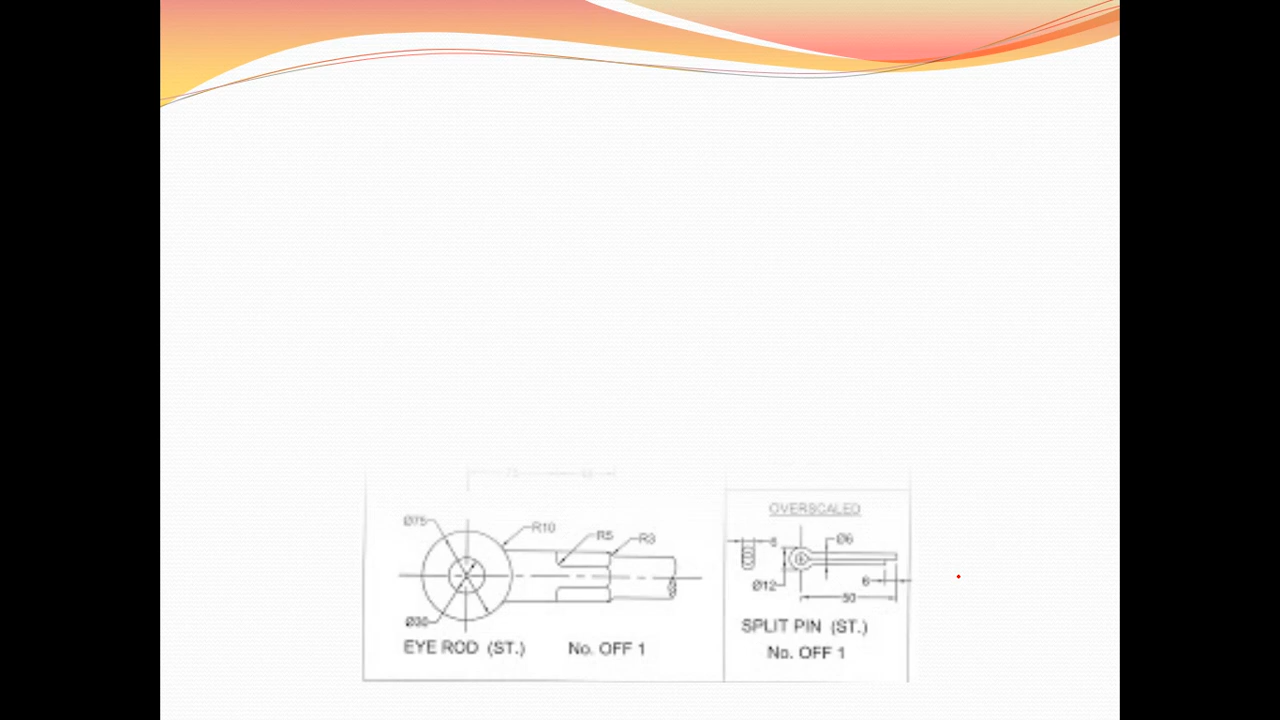 OVERSCALED
Ø75
R10
R5
R3
6
Ø6
Ø12
6
50
Ø30
EYE ROD (ST.) No. OFF 1
SPLIT PIN (ST.)
No. OFF 1